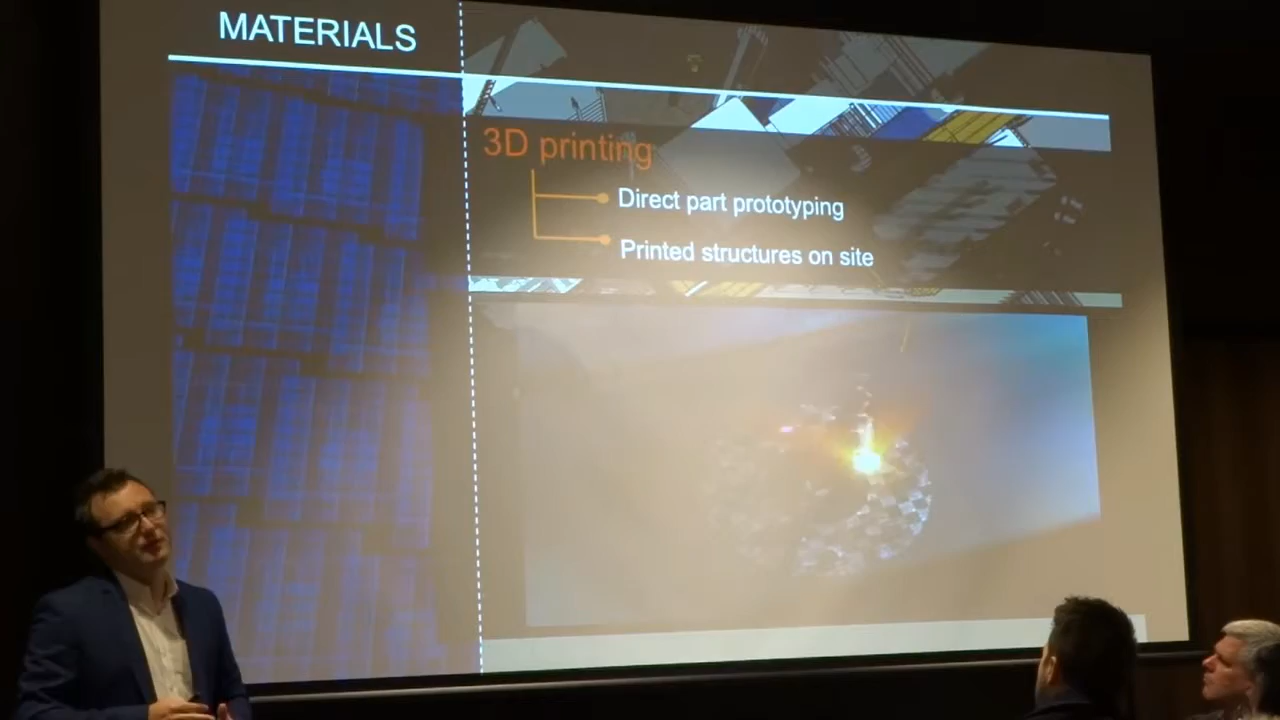 MATERIALS
3D printing
Direct part prototyping
Printed structures on site